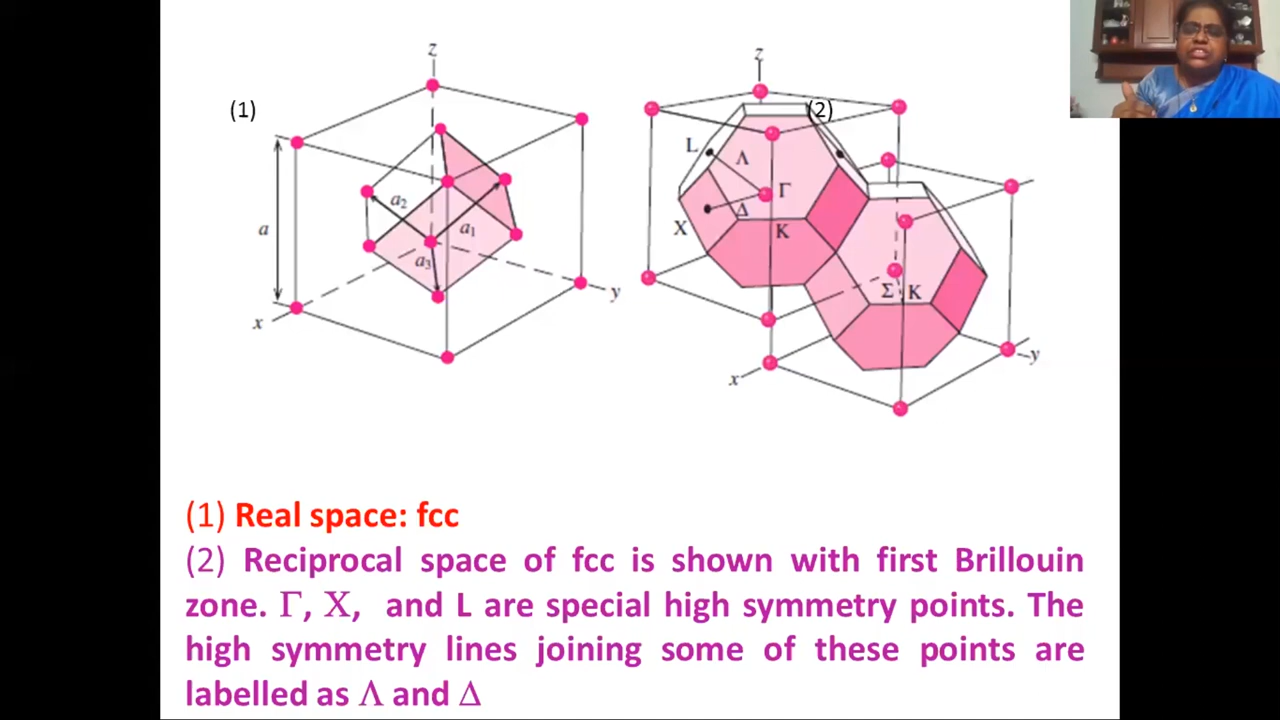 z
(1)
a
a₂
a₁
a₃
x
y
z
(2)
L
Λ
Γ
Δ
X
K
Σ
K
x
y
(1) Real space: fcc
(2) Reciprocal space of fcc is shown with first Brillouin
zone. Γ, X, and L are special high symmetry points. The
high symmetry lines joining some of these points are
labelled as Λ and Δ